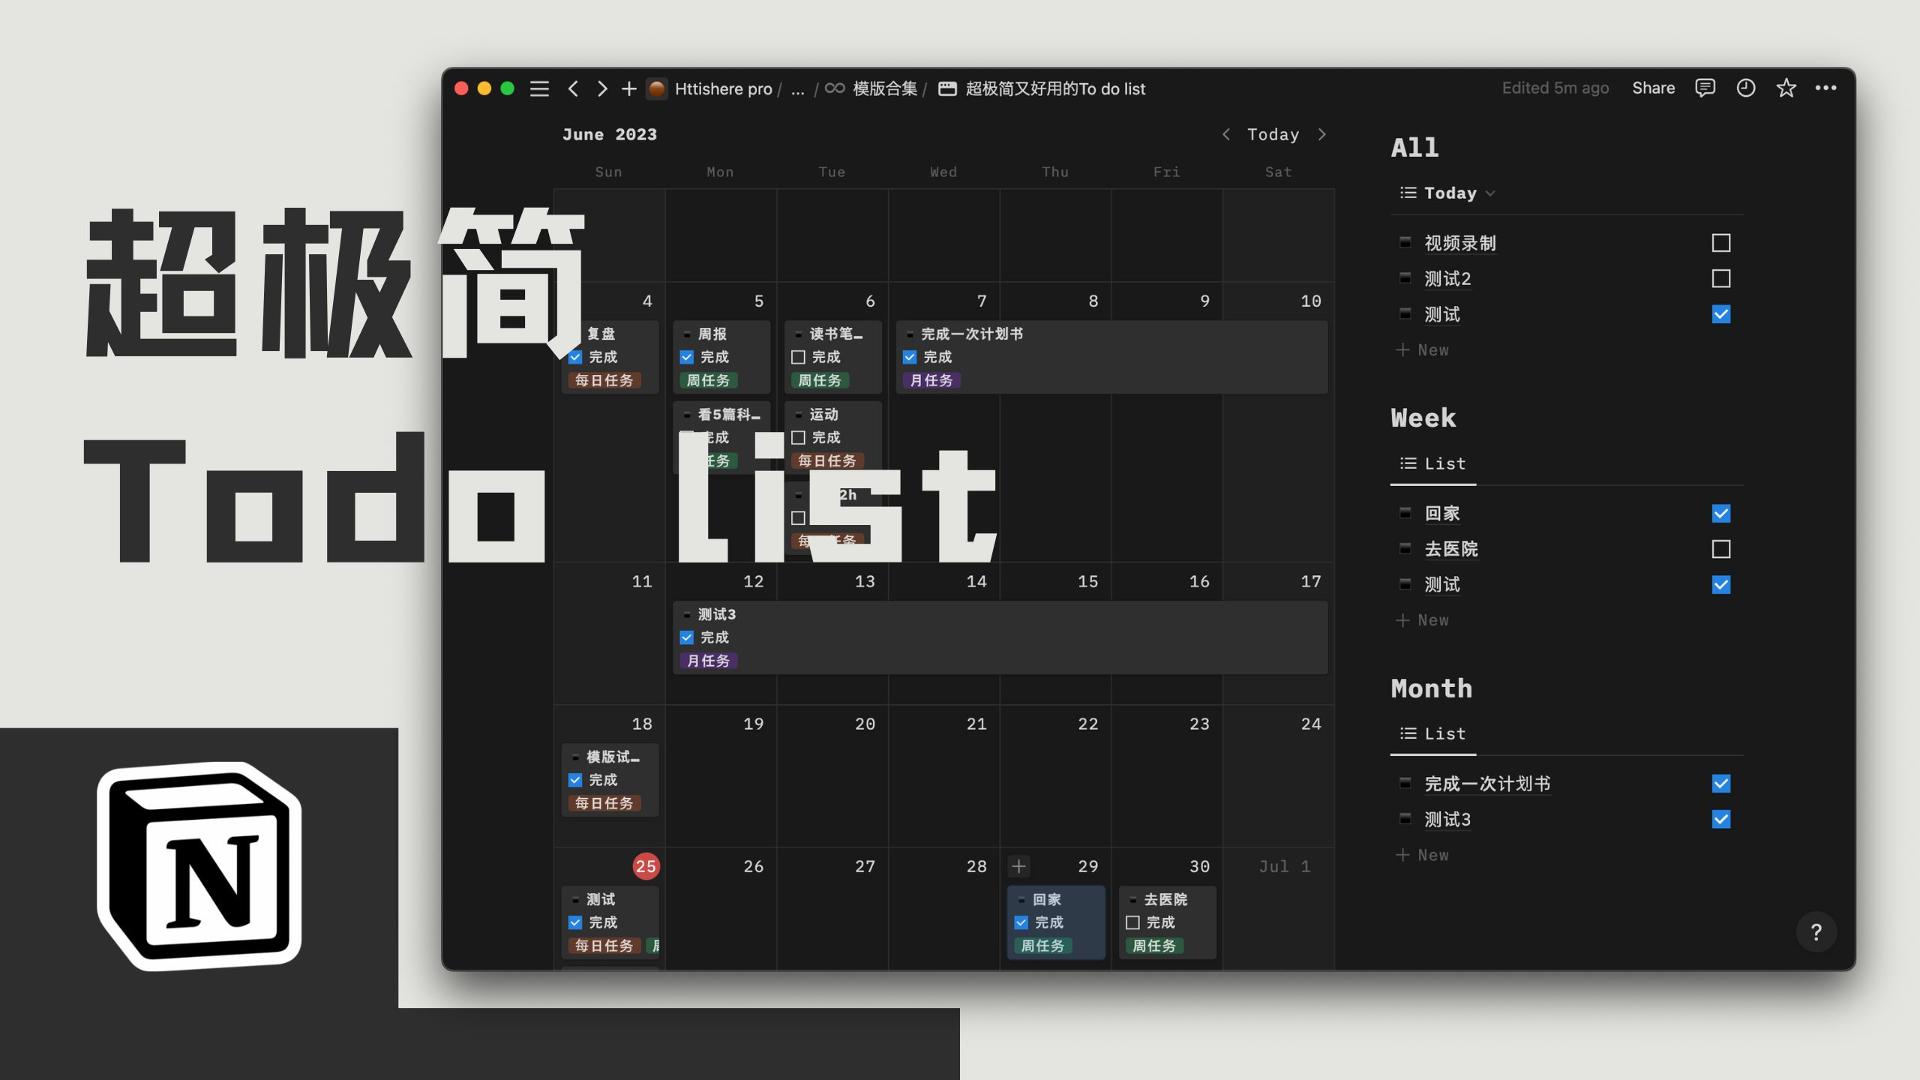 超极简
Todo list
Httishere pro / ... / 模版合集 / 超极简又好用的To do list
Edited 5m ago Share
June 2023
Today
Sun Mon Tue Wed Thu Fri Sat
4 5 6 7 8 9 10
复盘 周报 读书笔… 完成一次计划书
完成 完成 完成 完成
每日任务 周任务 周任务 月任务
看5篇科… 运动
完成 完成
任务 每日任务
2h
11 12 13 14 15 16 17
测试3
完成
月任务
18 19 20 21 22 23 24
模版试…
完成
每日任务
25 26 27 28 29 30 Jul 1
测试 回家 去医院
完成 完成 完成
每日任务 周任务 周任务
All
Today
视频录制
测试2
测试
New
Week
List
回家
去医院
测试
New
Month
List
完成一次计划书
测试3
New
?
N